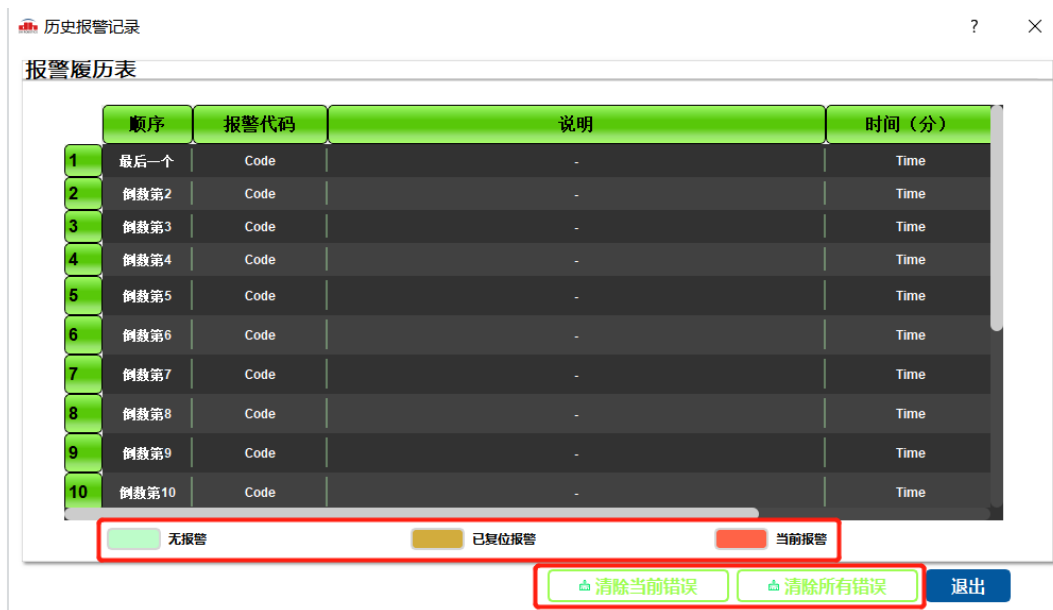 历史报警记录 ?
报警履历表
顺序 报警代码 说明 时间（分）
1 最后一个 Code - Time
2 倒数第2 Code - Time
3 倒数第3 Code - Time
4 倒数第4 Code - Time
5 倒数第5 Code - Time
6 倒数第6 Code - Time
7 倒数第7 Code - Time
8 倒数第8 Code - Time
9 倒数第9 Code - Time
10 倒数第10 Code - Time
无报警 已复位报警 当前报警
清除当前错误 清除所有错误 退出